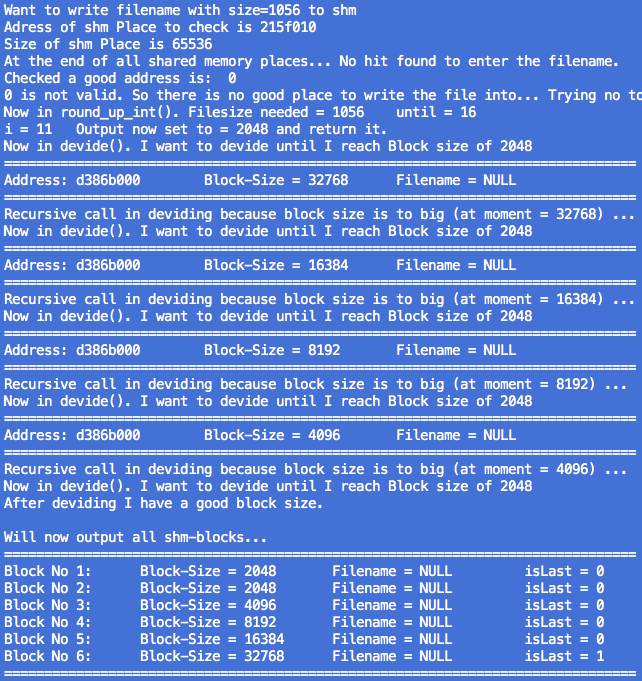 Want to write filename with size=1056 to shm
Adress of shm Place to check is 215f010
Size of shm Place is 65536
At the end of all shared memory places... No hit found to enter the filename.
Checked a good address is:  0
0 is not valid. So there is no good place to write the file into... Trying no to
Now in round_up_int(). Filesize needed = 1056    until = 16
i = 11   Output now set to = 2048 and return it.
Now in devide(). I want to devide until I reach Block size of 2048
===============================================================================
Address: d386b000        Block-Size = 32768      Filename = NULL
===============================================================================
Recursive call in deviding because block size is to big (at moment = 32768) ...
Now in devide(). I want to devide until I reach Block size of 2048
===============================================================================
Address: d386b000        Block-Size = 16384      Filename = NULL
===============================================================================
Recursive call in deviding because block size is to big (at moment = 16384) ...
Now in devide(). I want to devide until I reach Block size of 2048
===============================================================================
Address: d386b000        Block-Size = 8192       Filename = NULL
===============================================================================
Recursive call in deviding because block size is to big (at moment = 8192) ...
Now in devide(). I want to devide until I reach Block size of 2048
===============================================================================
Address: d386b000        Block-Size = 4096       Filename = NULL
===============================================================================
Recursive call in deviding because block size is to big (at moment = 4096) ...
Now in devide(). I want to devide until I reach Block size of 2048
After deviding I have a good block size.

Will now output all shm-blocks...
===============================================================================
Block No 1:      Block-Size = 2048       Filename = NULL         isLast = 0
Block No 2:      Block-Size = 2048       Filename = NULL         isLast = 0
Block No 3:      Block-Size = 4096       Filename = NULL         isLast = 0
Block No 4:      Block-Size = 8192       Filename = NULL         isLast = 0
Block No 5:      Block-Size = 16384      Filename = NULL         isLast = 0
Block No 6:      Block-Size = 32768      Filename = NULL         isLast = 1
===============================================================================